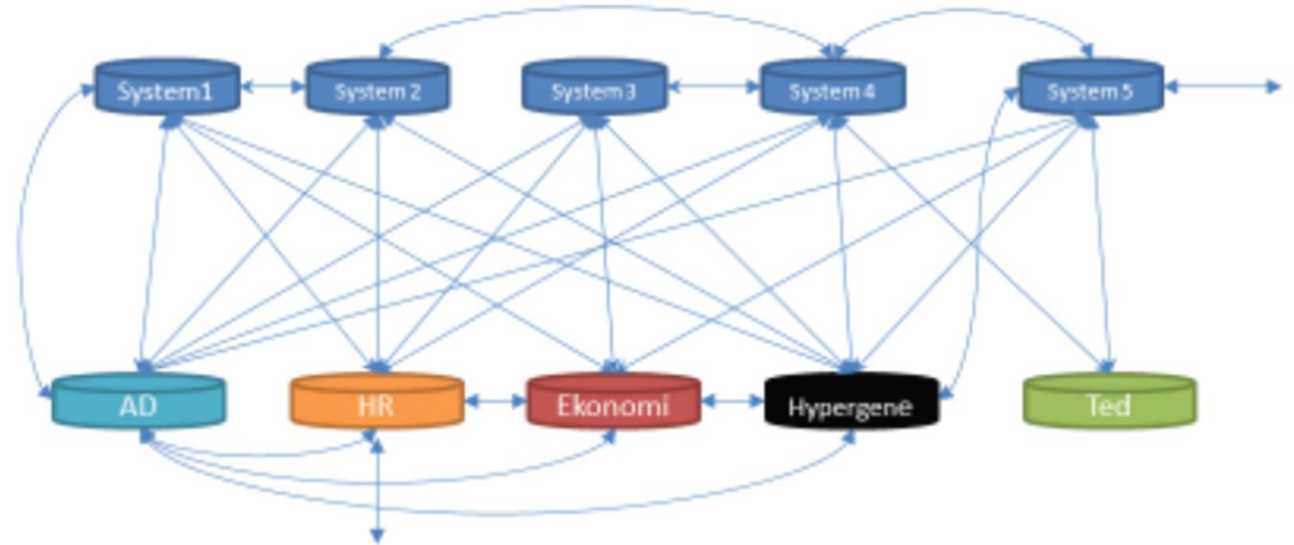 System1
System 2
System 3
System 4
System 5
AD
HR
Ekonomi
Hypergene
Ted